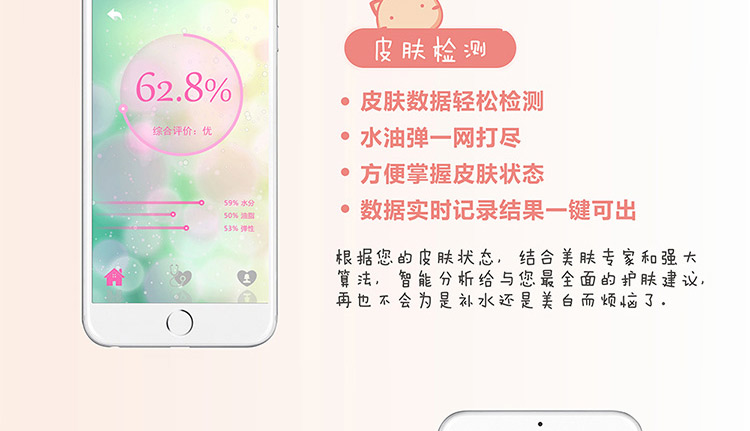 62.8%
综合评价：优
59% 水分
50% 油脂
53% 弹性
皮肤检测
• 皮肤数据轻松检测
• 水油弹一网打尽
• 方便掌握皮肤状态
• 数据实时记录结果一键可出
根据您的皮肤状态，结合美肤专家和强大
算法，智能分析给与您最全面的护肤建议，
再也不会为是补水还是美白而烦恼了.